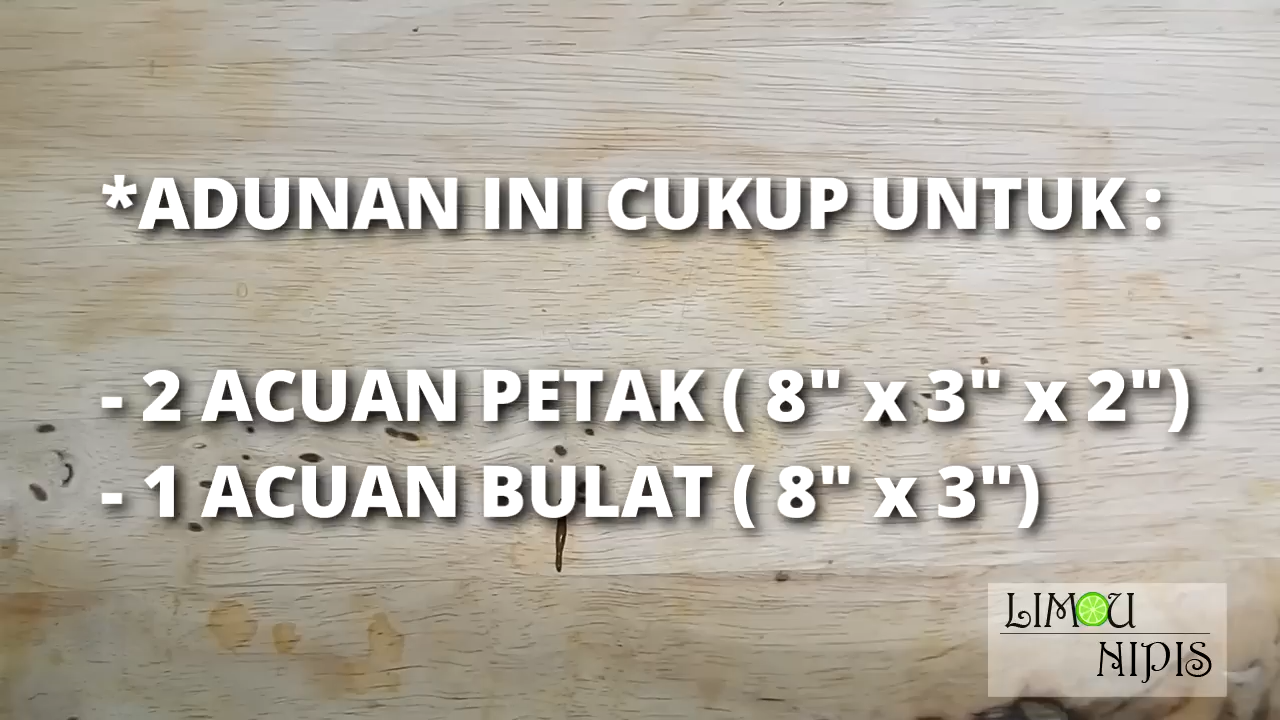 *ADUNAN INI CUKUP UNTUK :
- 2 ACUAN PETAK ( 8" x 3" x 2")
- 1 ACUAN BULAT ( 8" x 3")
LIMOU
NIPIS